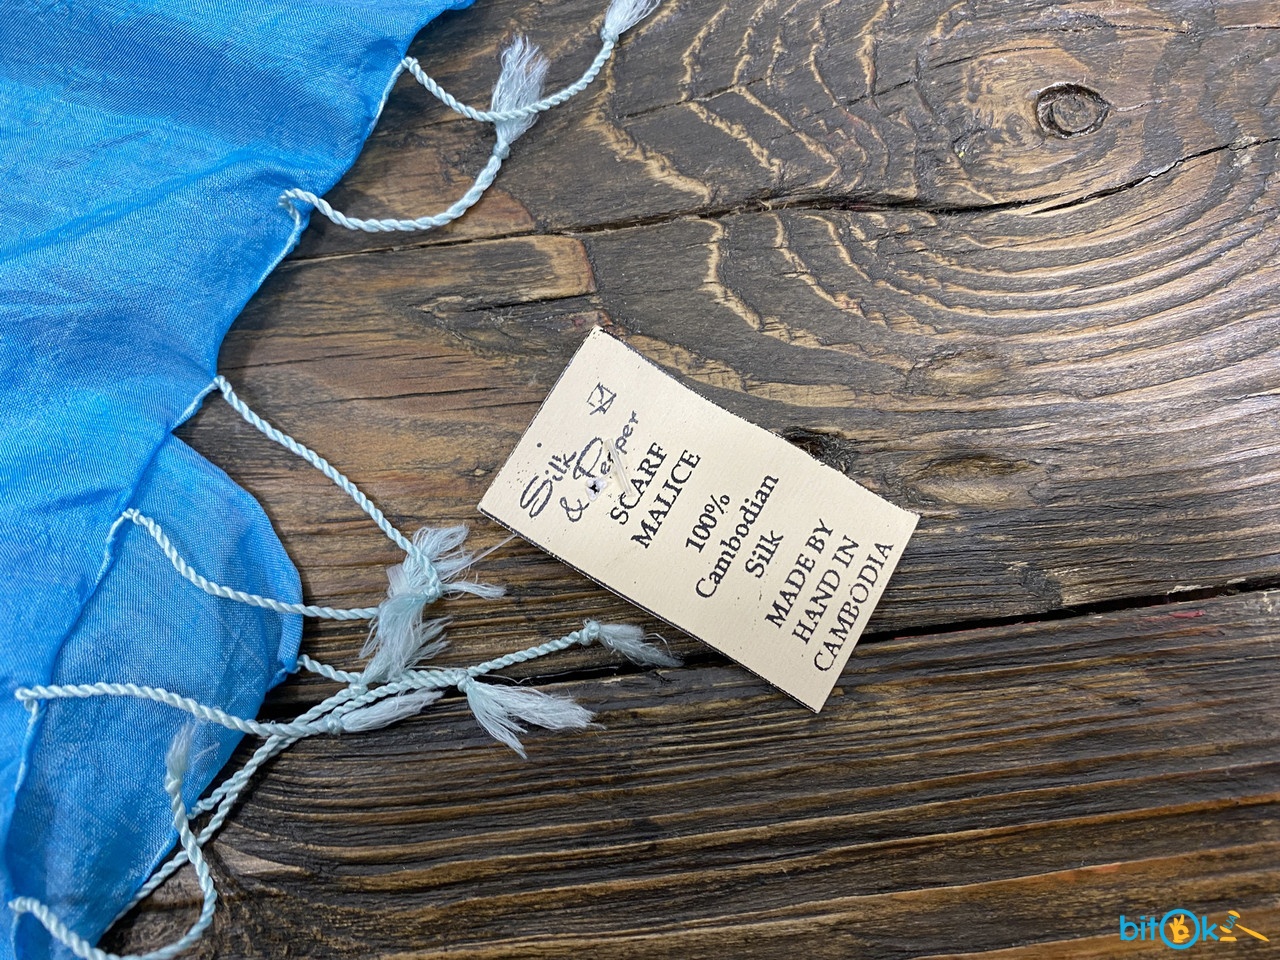 Silk
& Pepper
SCARF
MALICE
100%
Cambodian
Silk
MADE BY
HAND IN
CAMBODIA
bitOk